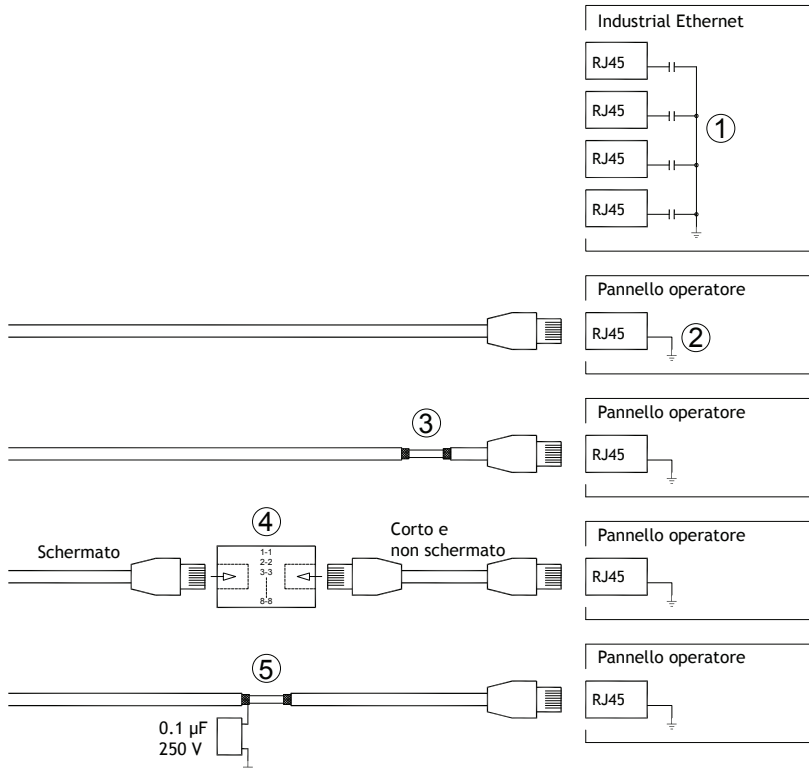 Industrial Ethernet
RJ45
RJ45
RJ45
RJ45
1
Pannello operatore
RJ45
2
Pannello operatore
3
RJ45
Pannello operatore
4
Schermato
1-1
2-2
3-3
8-8
Corto e
non schermato
RJ45
Pannello operatore
5
RJ45
0.1 µF
250 V